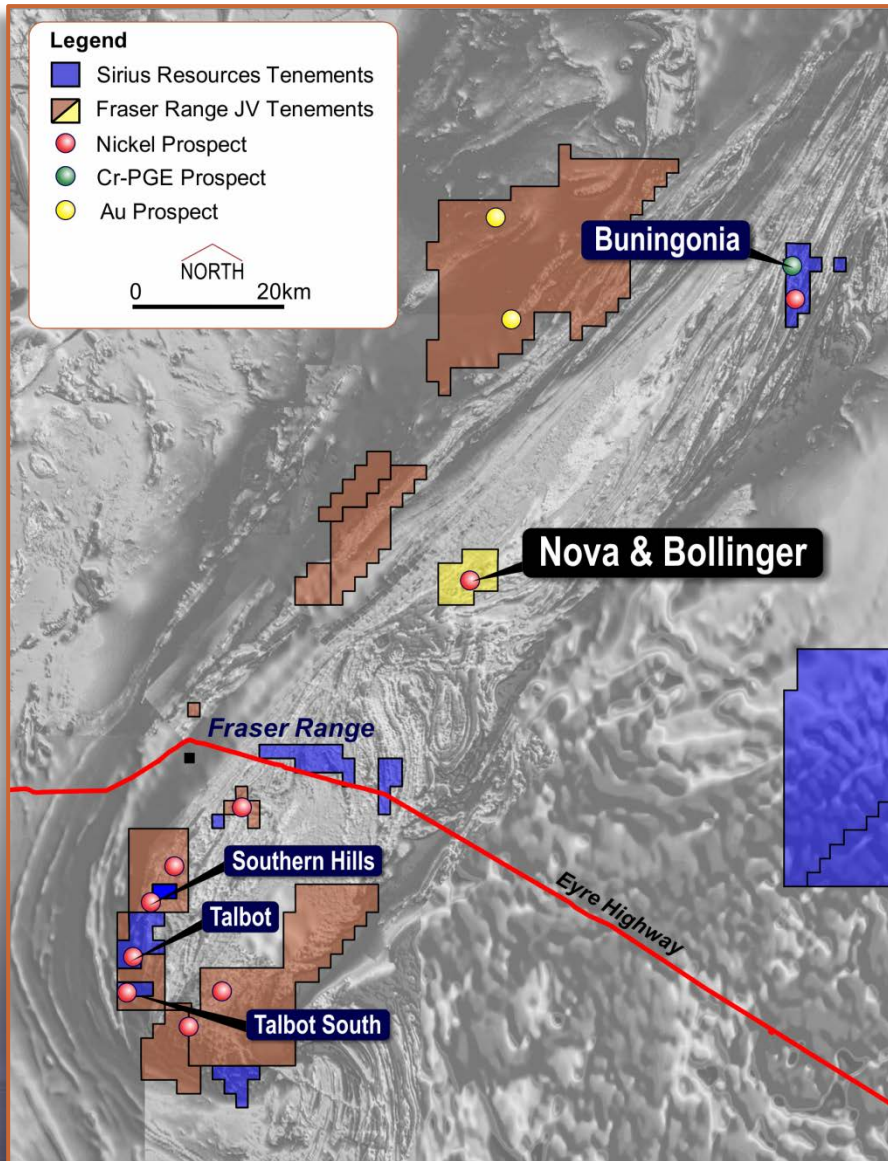 Legend
Sirius Resources Tenements
Fraser Range JV Tenements
Nickel Prospect
Cr-PGE Prospect
Au Prospect
NORTH
0 20km
Buningonia
Nova & Bollinger
Fraser Range
Southern Hills
Talbot
Eyre Highway
Talbot South